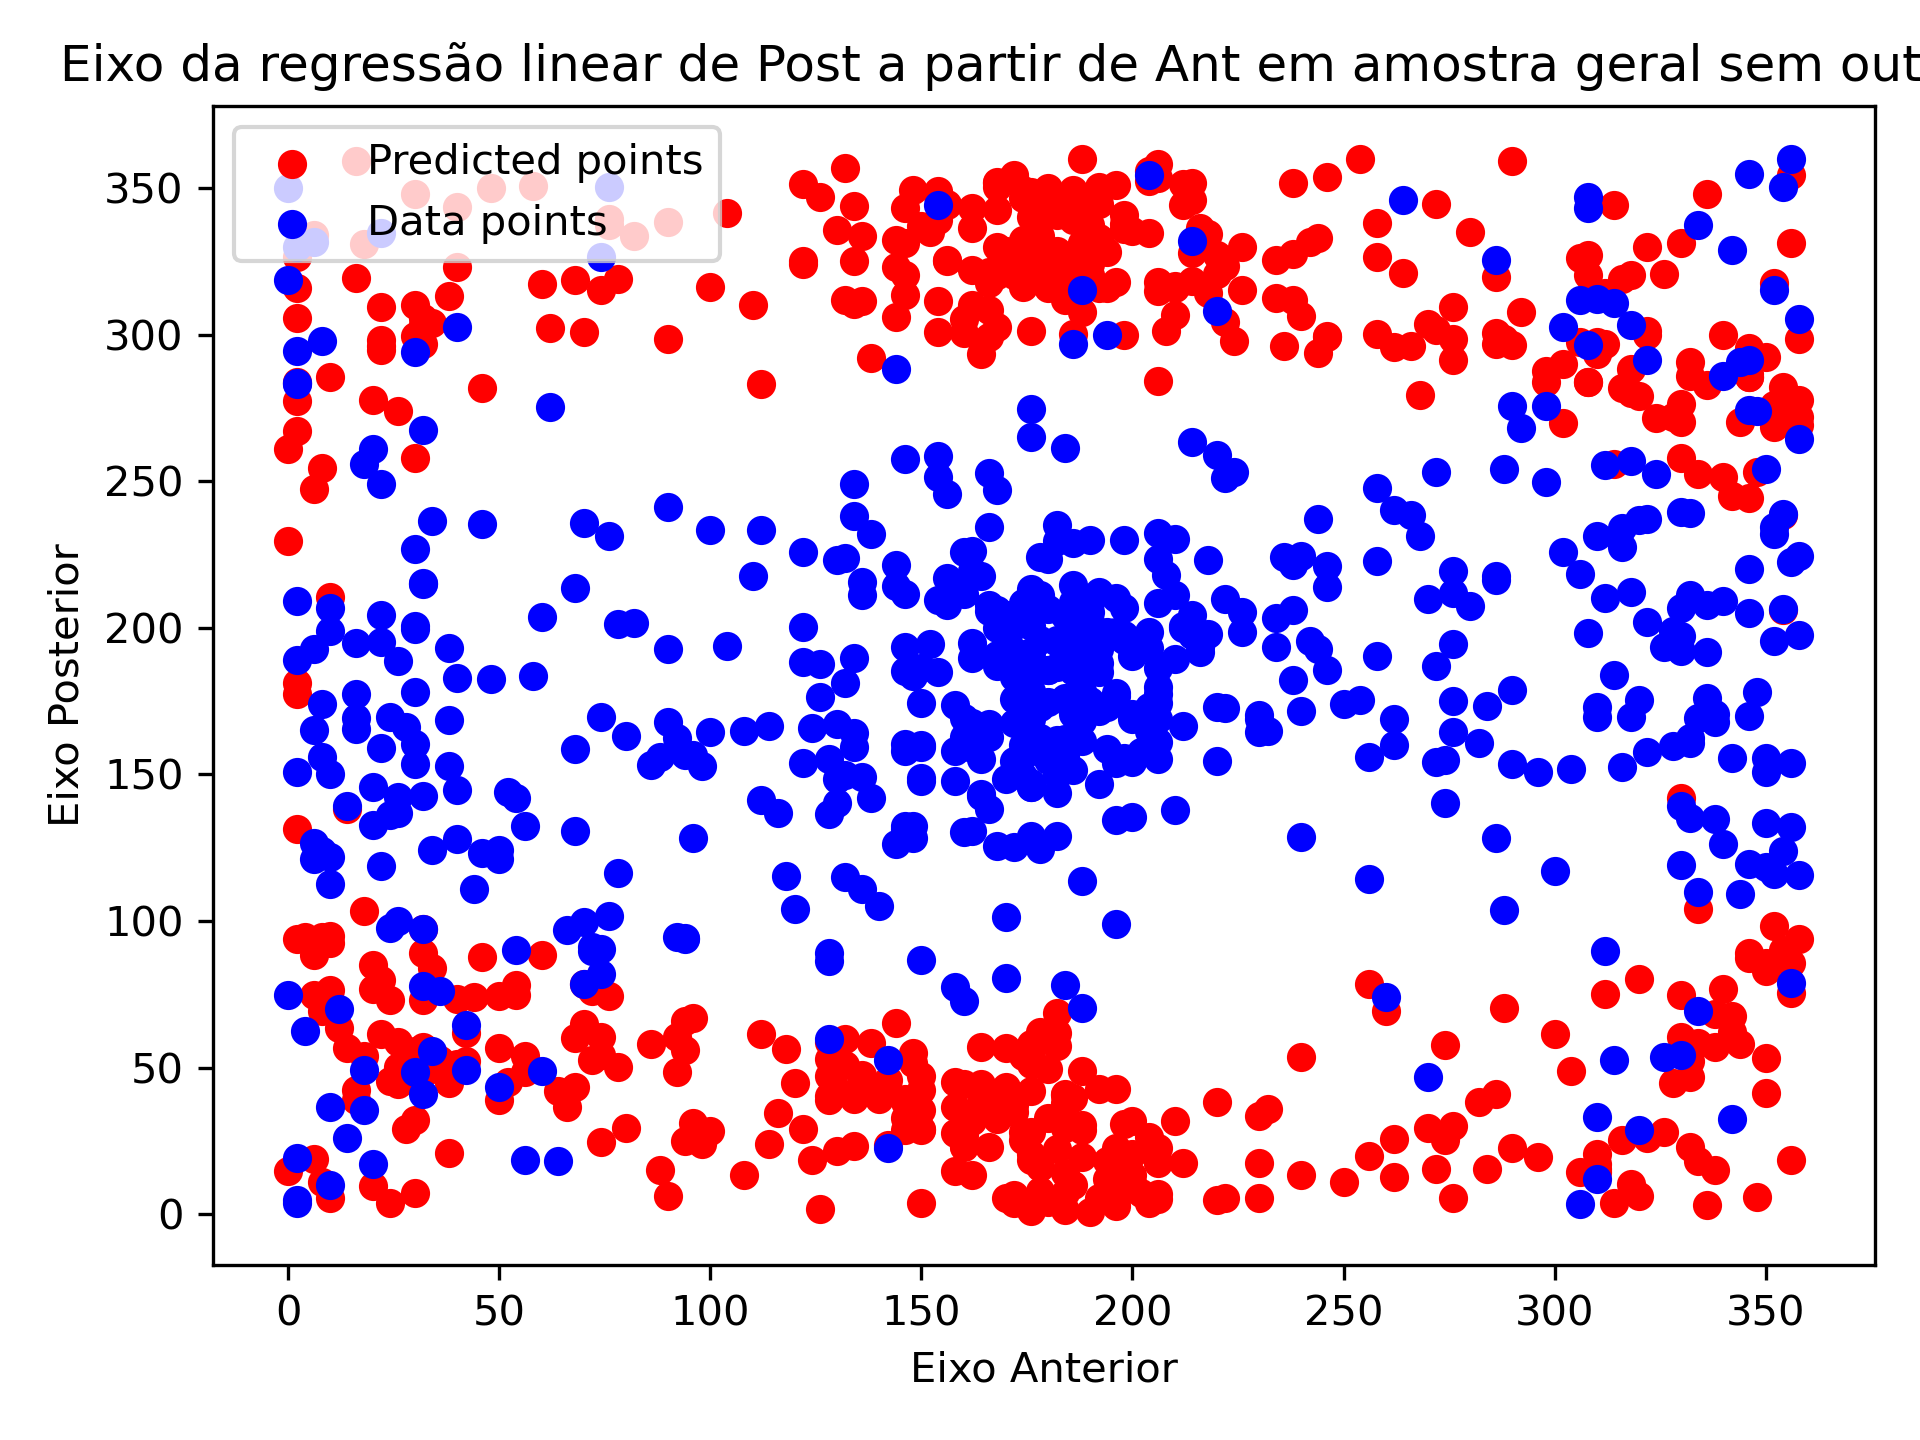 Eixo da regressão linear de Post a partir de Ant em amostra geral sem out
Predicted points
Data points
350
300
250
200
150
100
50
0
Eixo Posterior
0 50 100 150 200 250 300 350
Eixo Anterior